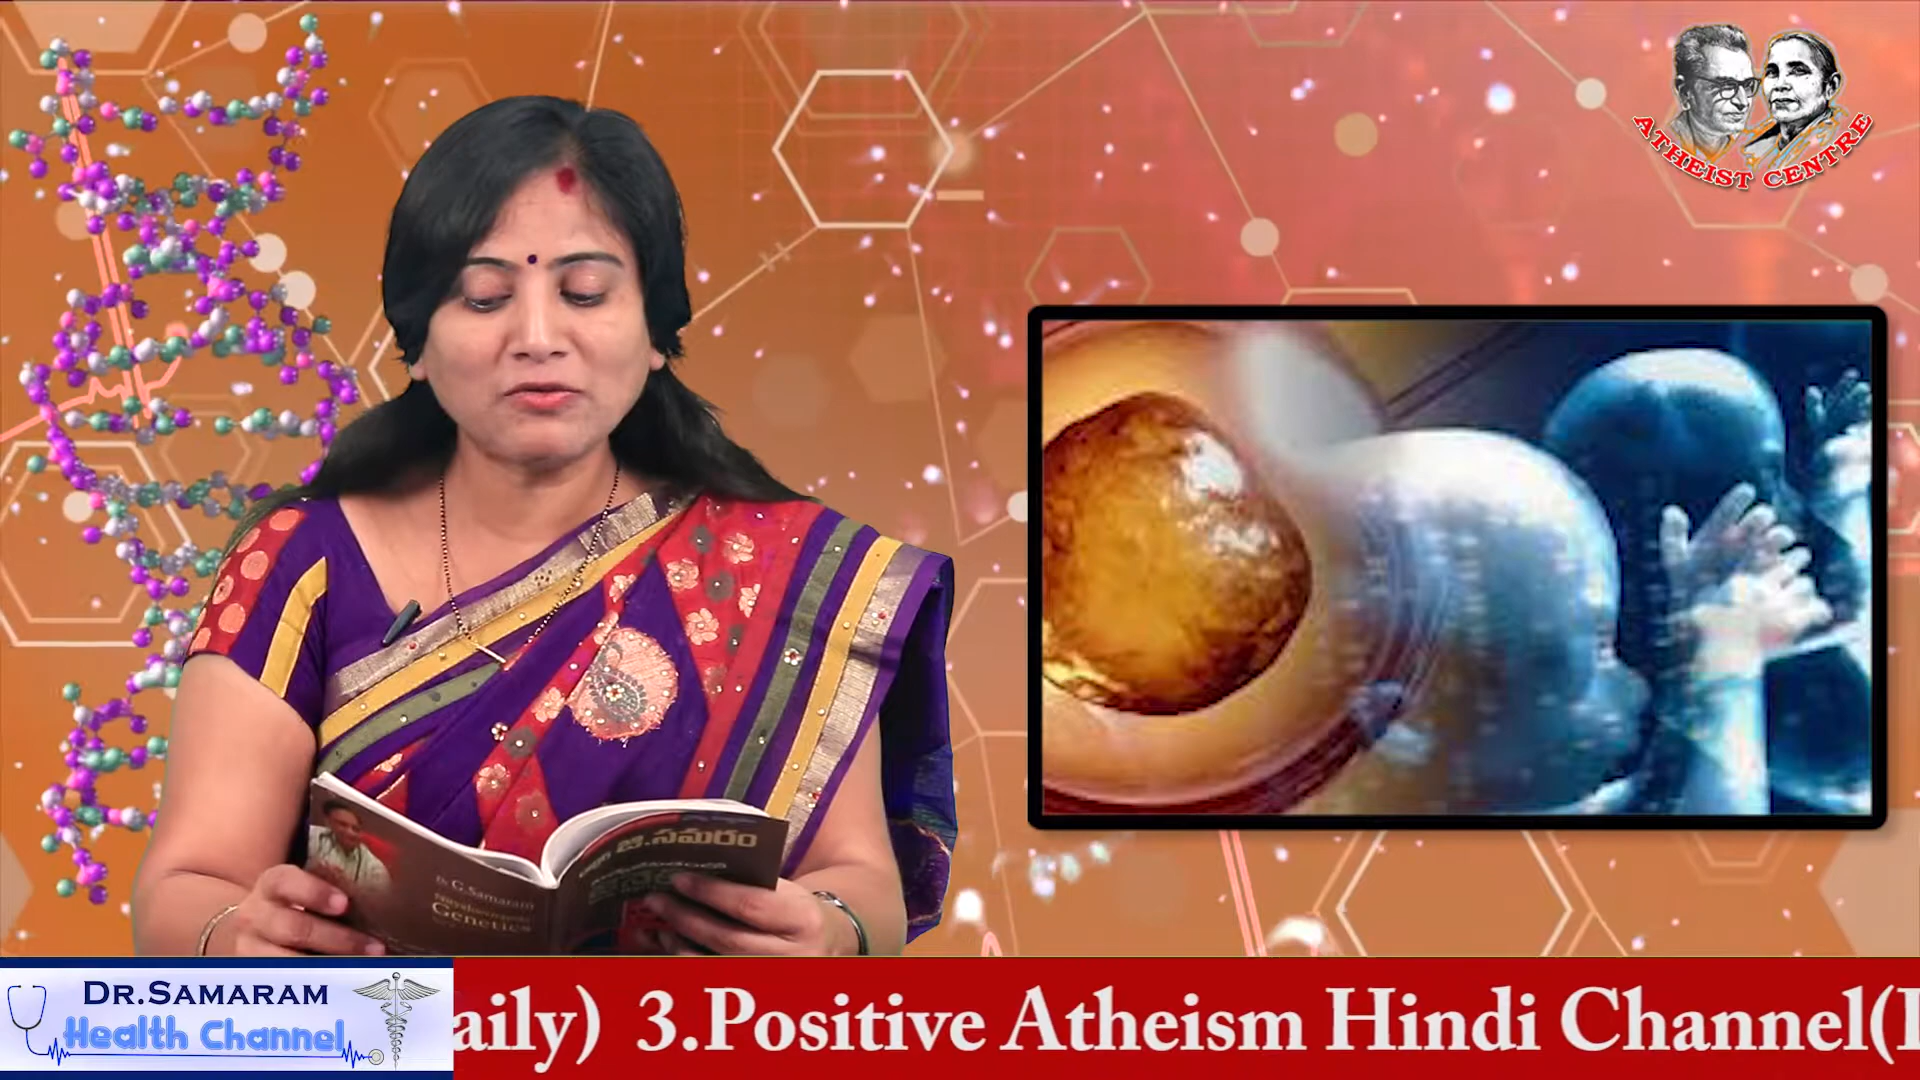 ATHEIST CENTRE
జి.సమరం
Dr G.Samaram
Genetics
DR.SAMARAM
Health Channel
aily) 3.Positive Atheism Hindi Channel(